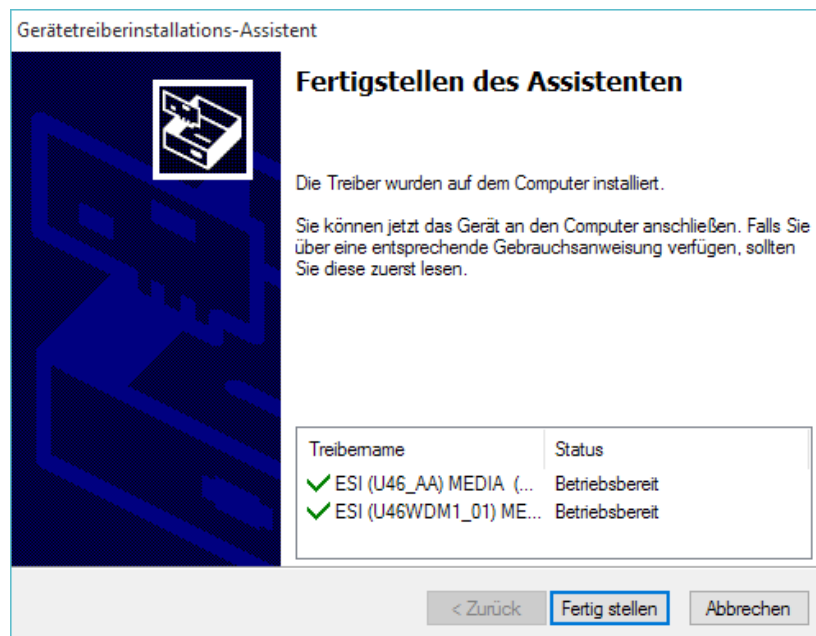 Gerätetreiberinstallations-Assistent
Fertigstellen des Assistenten
Die Treiber wurden auf dem Computer installiert.
Sie können jetzt das Gerät an den Computer anschließen. Falls Sie
über eine entsprechende Gebrauchsanweisung verfügen, sollten
Sie diese zuerst lesen.
Treibername Status
ESI (U46_AA) MEDIA (... Betriebsbereit
ESI (U46WDM1_01) ME... Betriebsbereit
< Zurück Fertig stellen Abbrechen